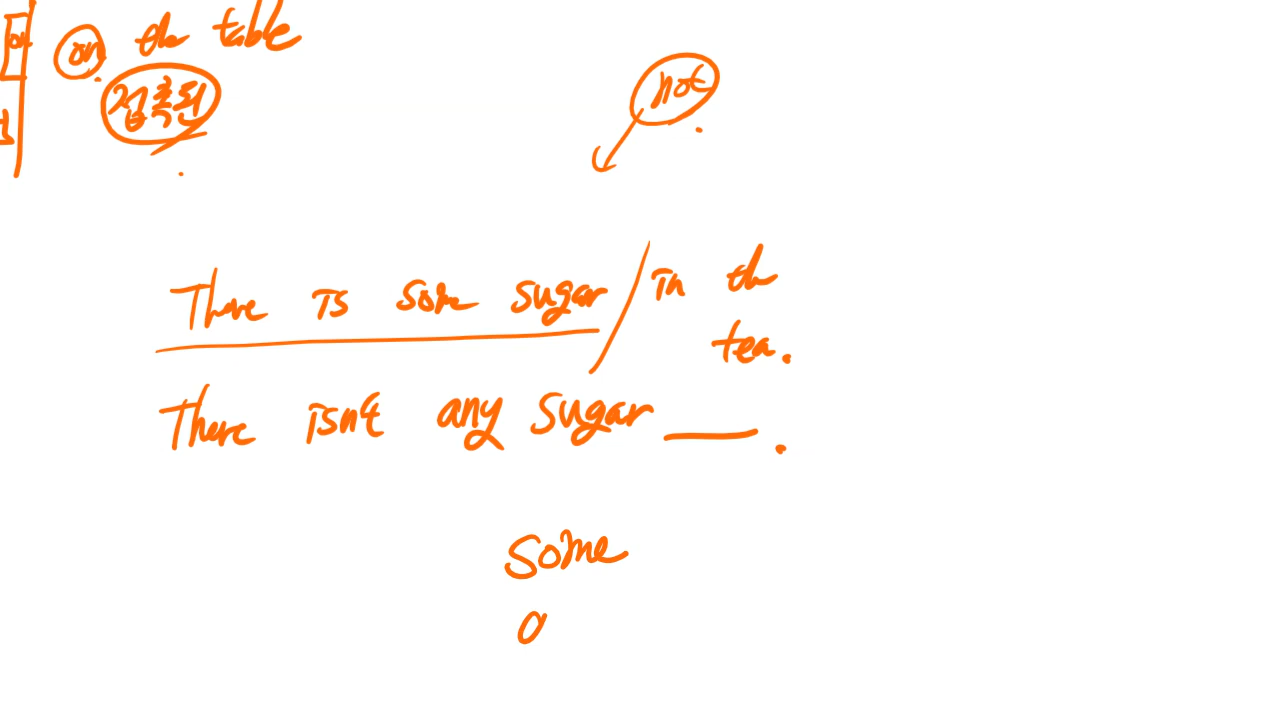 on on the table
접촉된
not
There is some sugar / in the
tea.
There isn't any sugar ___ .
some
a